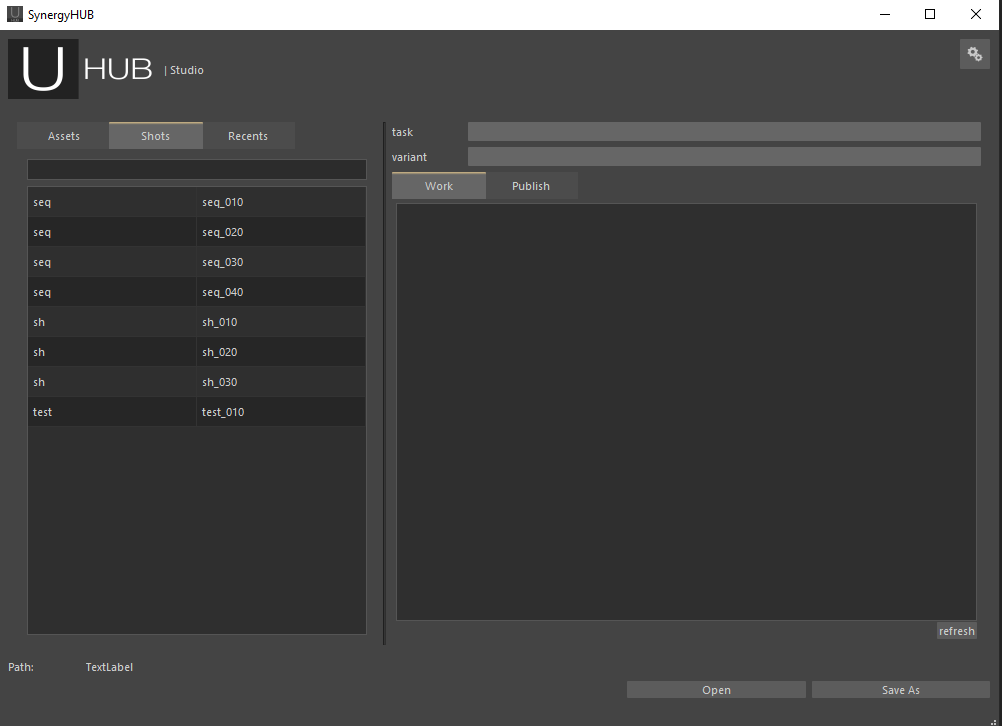 SynergyHUB
U HUB | Studio
Assets Shots Recents
seq seq_010
seq seq_020
seq seq_030
seq seq_040
sh sh_010
sh sh_020
sh sh_030
test test_010
task
variant
Work Publish
refresh
Path: TextLabel
Open Save As